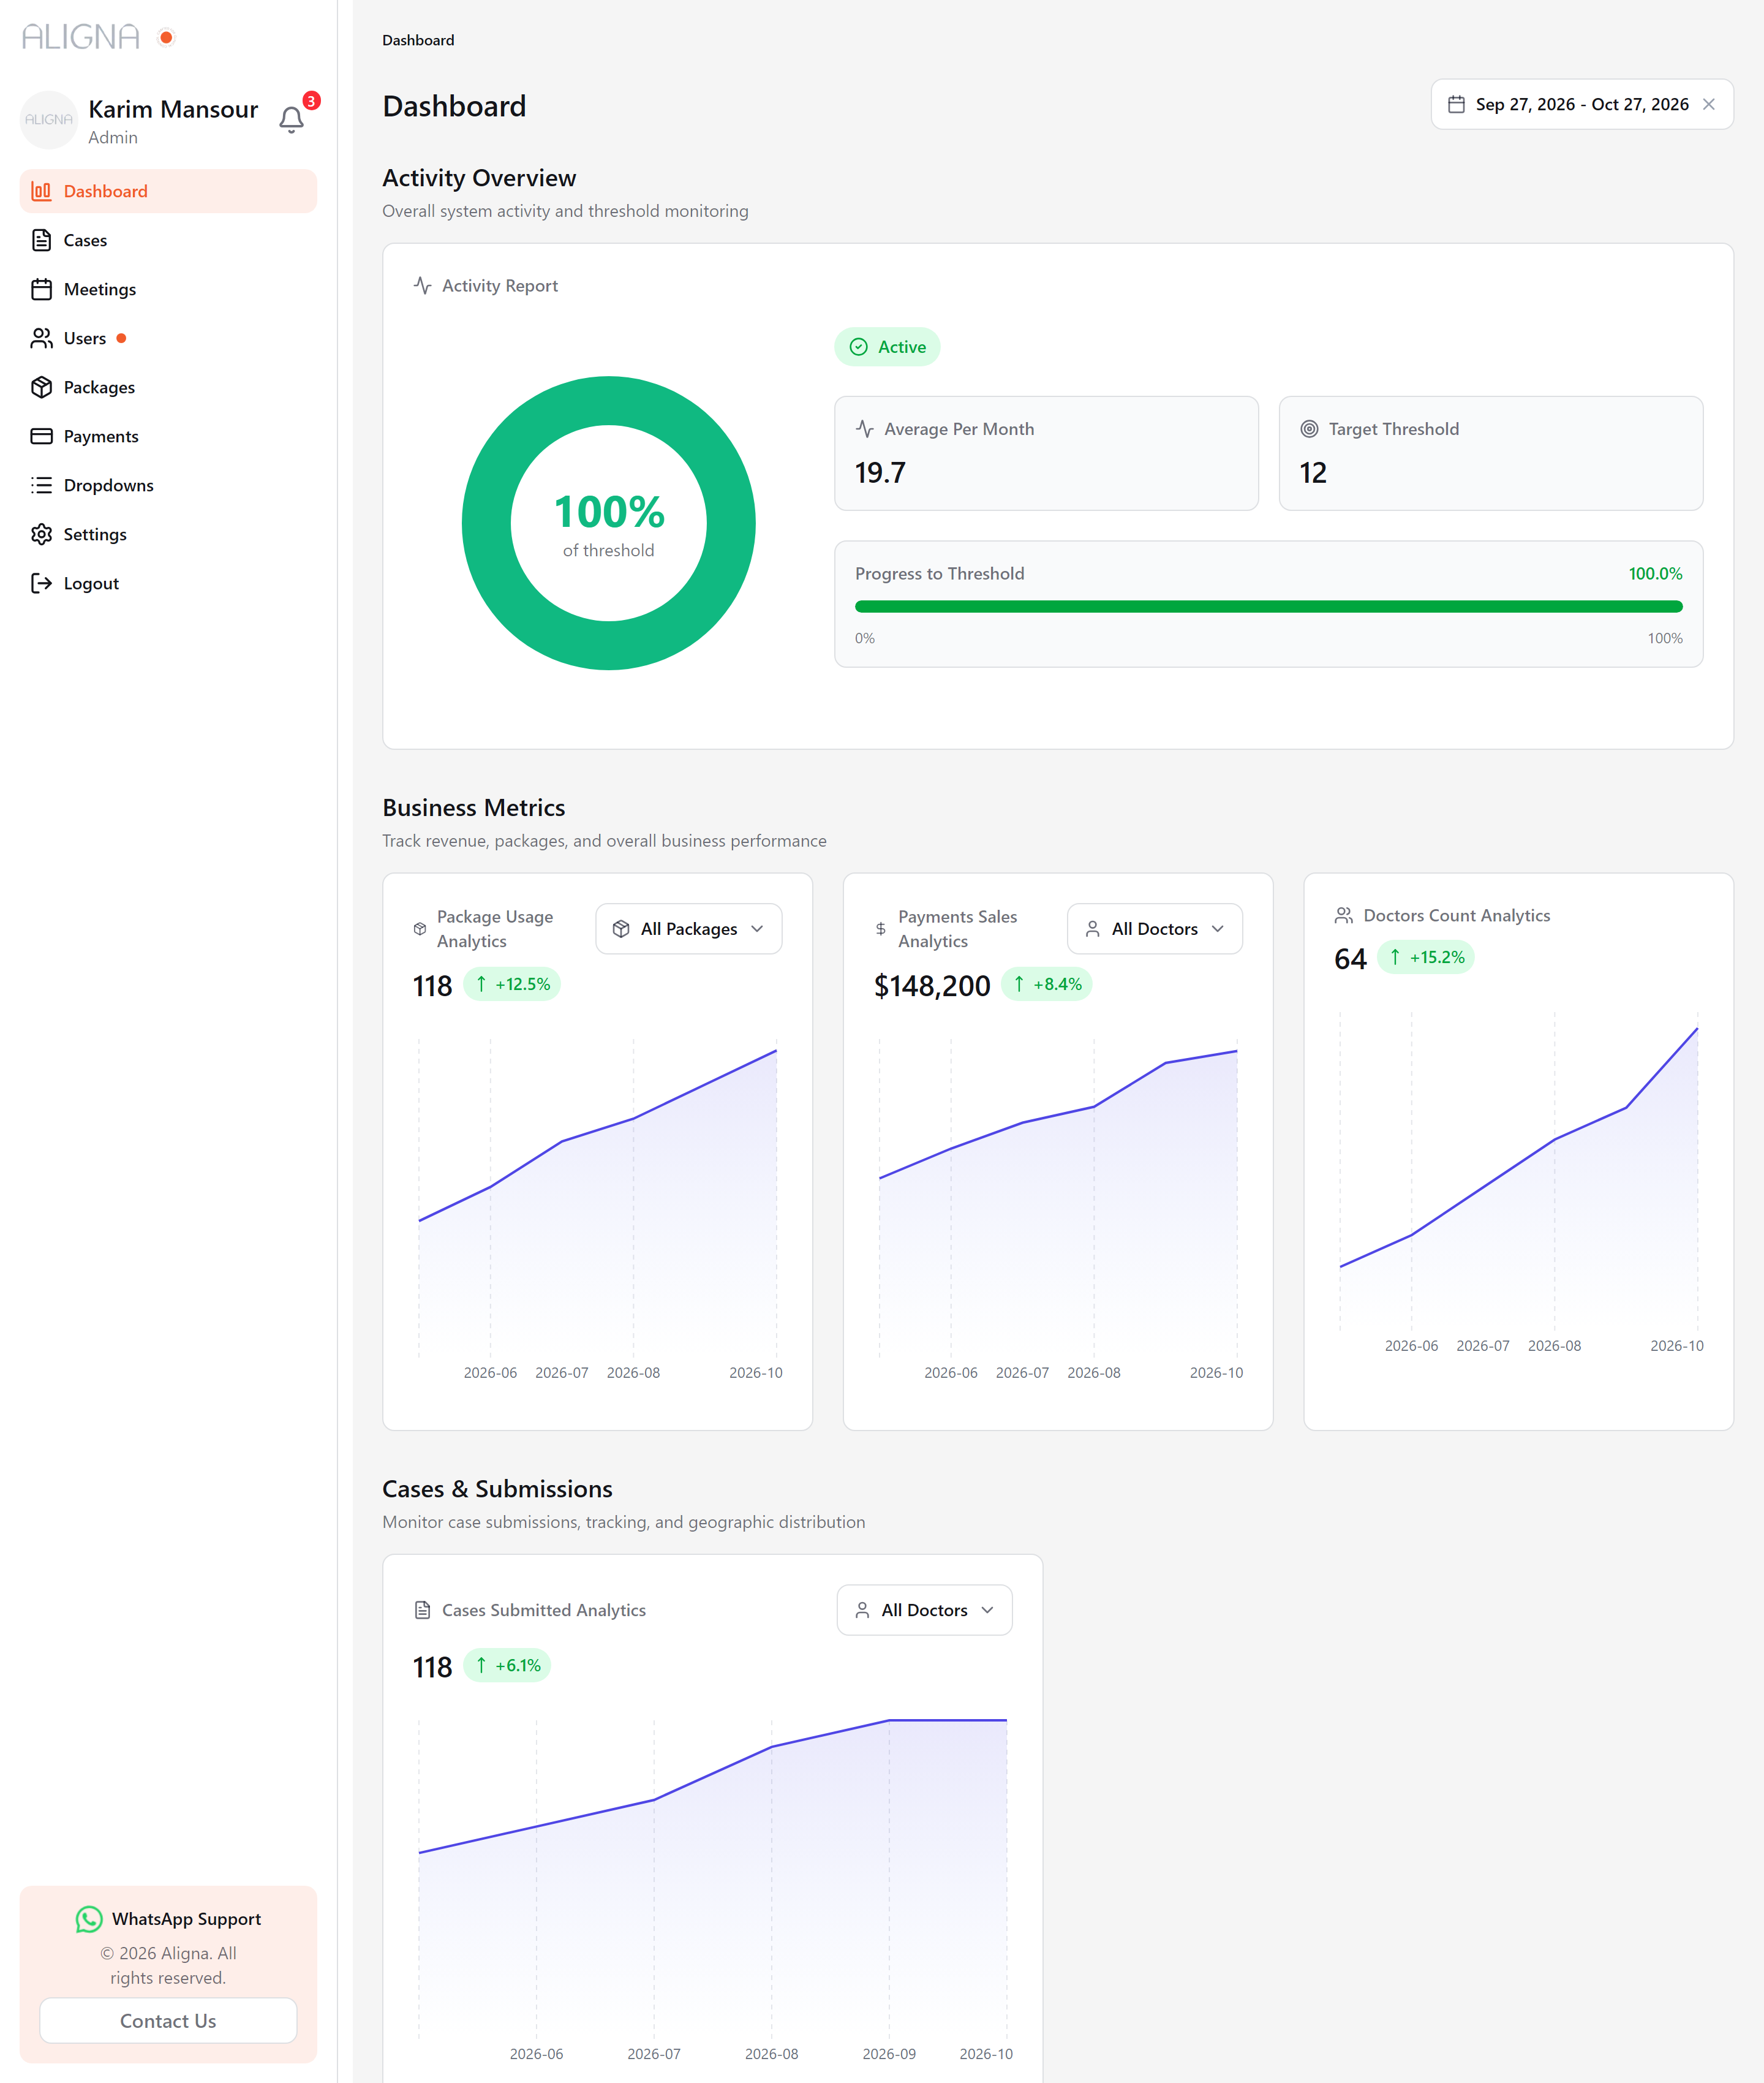 ALIGNA
ALIGNA
Karim Mansour
Admin
3
Dashboard
Cases
Meetings
Users
Packages
Payments
Dropdowns
Settings
Logout
WhatsApp Support
© 2026 Aligna. All
rights reserved.
Contact Us
Dashboard
Dashboard
Sep 27, 2026 - Oct 27, 2026
Activity Overview
Overall system activity and threshold monitoring
Activity Report
100%
of threshold
Active
Average Per Month
19.7
Target Threshold
12
Progress to Threshold
100.0%
0%
100%
Business Metrics
Track revenue, packages, and overall business performance
Package Usage
Analytics
All Packages
118
+12.5%
2026-06
2026-07
2026-08
2026-10
Payments Sales
Analytics
All Doctors
$148,200
+8.4%
2026-06
2026-07
2026-08
2026-10
Doctors Count Analytics
64
+15.2%
2026-06
2026-07
2026-08
2026-10
Cases & Submissions
Monitor case submissions, tracking, and geographic distribution
Cases Submitted Analytics
All Doctors
118
+6.1%
2026-06
2026-07
2026-08
2026-09
2026-10